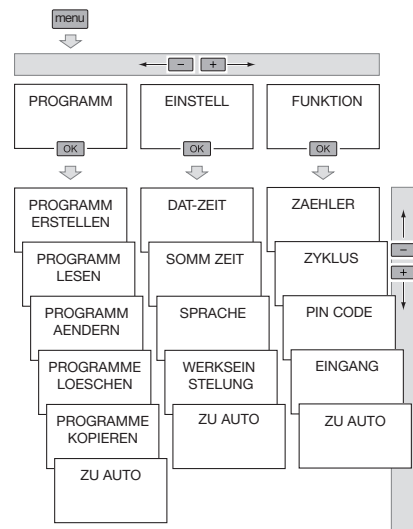 menu
− +
PROGRAMM
EINSTELL
FUNKTION
OK
OK
OK
PROGRAMM
ERSTELLEN
PROGRAMM
LESEN
PROGRAMM
AENDERN
PROGRAMME
LOESCHEN
PROGRAMME
KOPIEREN
ZU AUTO
DAT-ZEIT
SOMM ZEIT
SPRACHE
WERKSEIN
STELUNG
ZU AUTO
ZAEHLER
ZYKLUS
PIN CODE
EINGANG
ZU AUTO
−
+